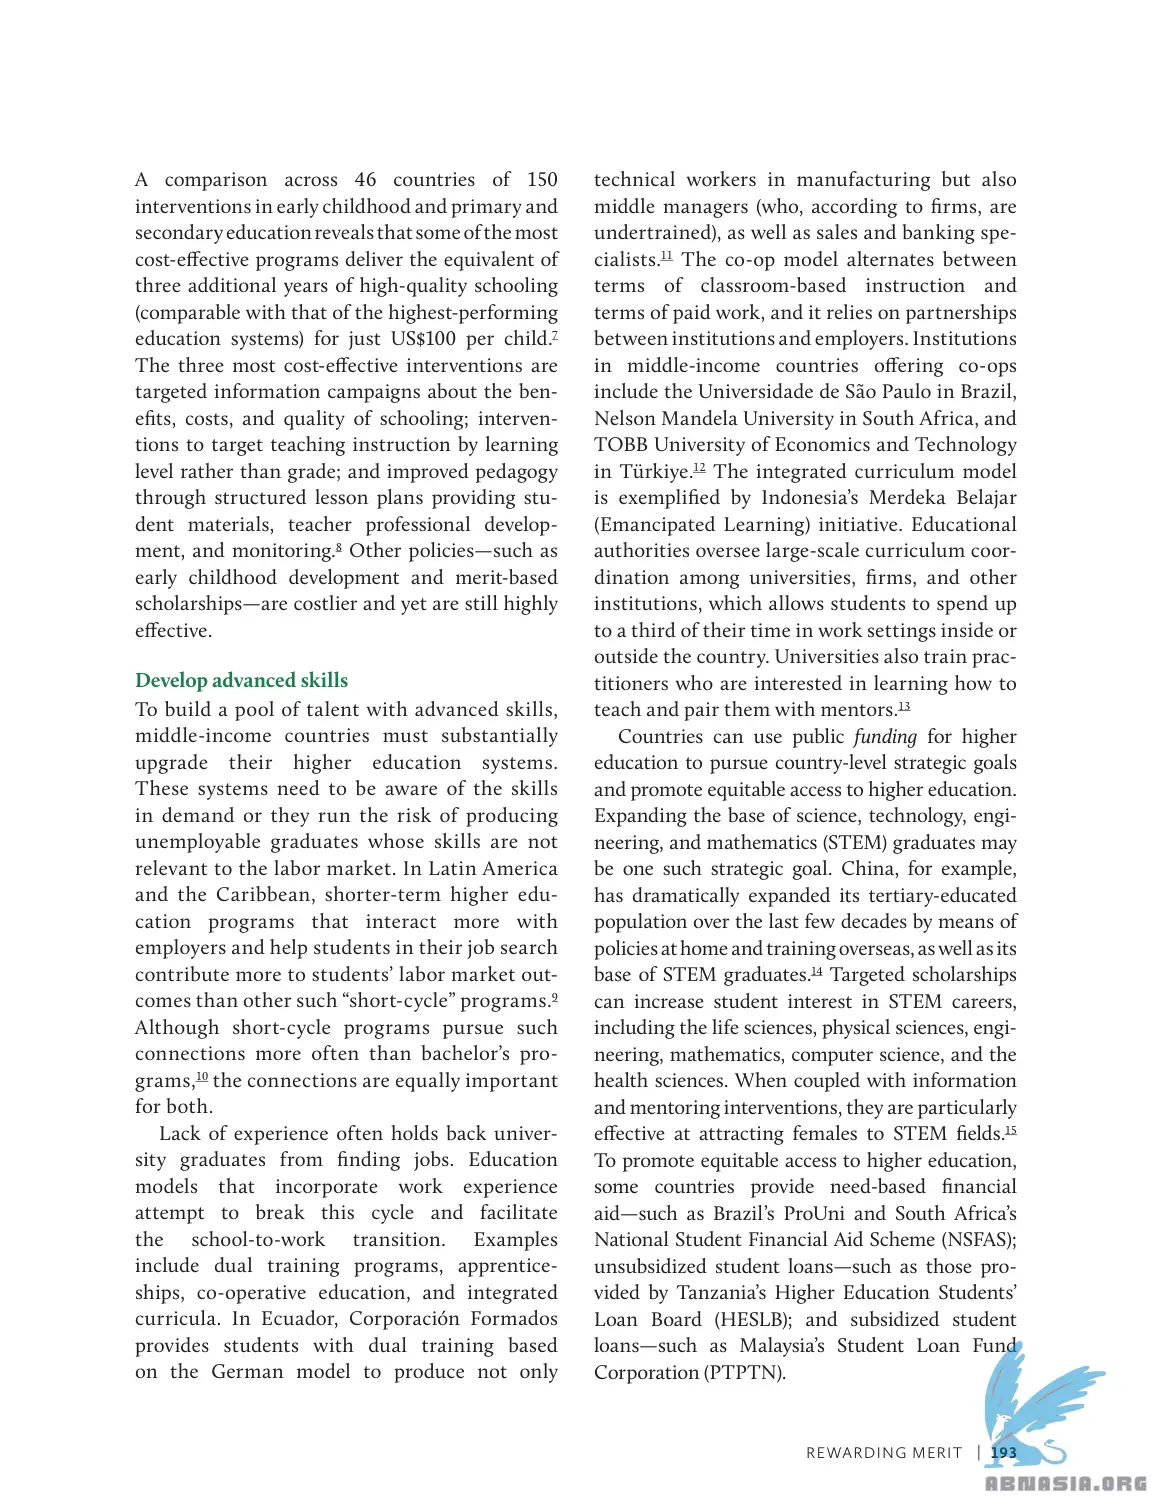 A comparison across 46 countries of 150
interventions in early childhood and primary and
secondary education reveals that some of the most
cost-effective programs deliver the equivalent of
three additional years of high-quality schooling
(comparable with that of the highest-performing
education systems) for just US$100 per child.7
The three most cost-effective interventions are
targeted information campaigns about the ben-
efits, costs, and quality of schooling; interven-
tions to target teaching instruction by learning
level rather than grade; and improved pedagogy
through structured lesson plans providing stu-
dent materials, teacher professional develop-
ment, and monitoring.8 Other policies—such as
early childhood development and merit-based
scholarships—are costlier and yet are still highly
effective.
Develop advanced skills
To build a pool of talent with advanced skills,
middle-income countries must substantially
upgrade their higher education systems.
These systems need to be aware of the skills
in demand or they run the risk of producing
unemployable graduates whose skills are not
relevant to the labor market. In Latin America
and the Caribbean, shorter-term higher edu-
cation programs that interact more with
employers and help students in their job search
contribute more to students’ labor market out-
comes than other such “short-cycle” programs.9
Although short-cycle programs pursue such
connections more often than bachelor’s pro-
grams,10 the connections are equally important
for both.
Lack of experience often holds back univer-
sity graduates from finding jobs. Education
models that incorporate work experience
attempt to break this cycle and facilitate
the school-to-work transition. Examples
include dual training programs, apprentice-
ships, co-operative education, and integrated
curricula. In Ecuador, Corporación Formados
provides students with dual training based
on the German model to produce not only
technical workers in manufacturing but also
middle managers (who, according to firms, are
undertrained), as well as sales and banking spe-
cialists.11 The co-op model alternates between
terms of classroom-based instruction and
terms of paid work, and it relies on partnerships
between institutions and employers. Institutions
in middle-income countries offering co-ops
include the Universidade de São Paulo in Brazil,
Nelson Mandela University in South Africa, and
TOBB University of Economics and Technology
in Türkiye.12 The integrated curriculum model
is exemplified by Indonesia’s Merdeka Belajar
(Emancipated Learning) initiative. Educational
authorities oversee large-scale curriculum coor-
dination among universities, firms, and other
institutions, which allows students to spend up
to a third of their time in work settings inside or
outside the country. Universities also train prac-
titioners who are interested in learning how to
teach and pair them with mentors.13
Countries can use public funding for higher
education to pursue country-level strategic goals
and promote equitable access to higher education.
Expanding the base of science, technology, engi-
neering, and mathematics (STEM) graduates may
be one such strategic goal. China, for example,
has dramatically expanded its tertiary-educated
population over the last few decades by means of
policies at home and training overseas, as well as its
base of STEM graduates.14 Targeted scholarships
can increase student interest in STEM careers,
including the life sciences, physical sciences, engi-
neering, mathematics, computer science, and the
health sciences. When coupled with information
and mentoring interventions, they are particularly
effective at attracting females to STEM fields.15
To promote equitable access to higher education,
some countries provide need-based financial
aid—such as Brazil’s ProUni and South Africa’s
National Student Financial Aid Scheme (NSFAS);
unsubsidized student loans—such as those pro-
vided by Tanzania’s Higher Education Students’
Loan Board (HESLB); and subsidized student
loans—such as Malaysia’s Student Loan Fund
Corporation (PTPTN).
REWARDING MERIT | 193
ABNASIA.ORG